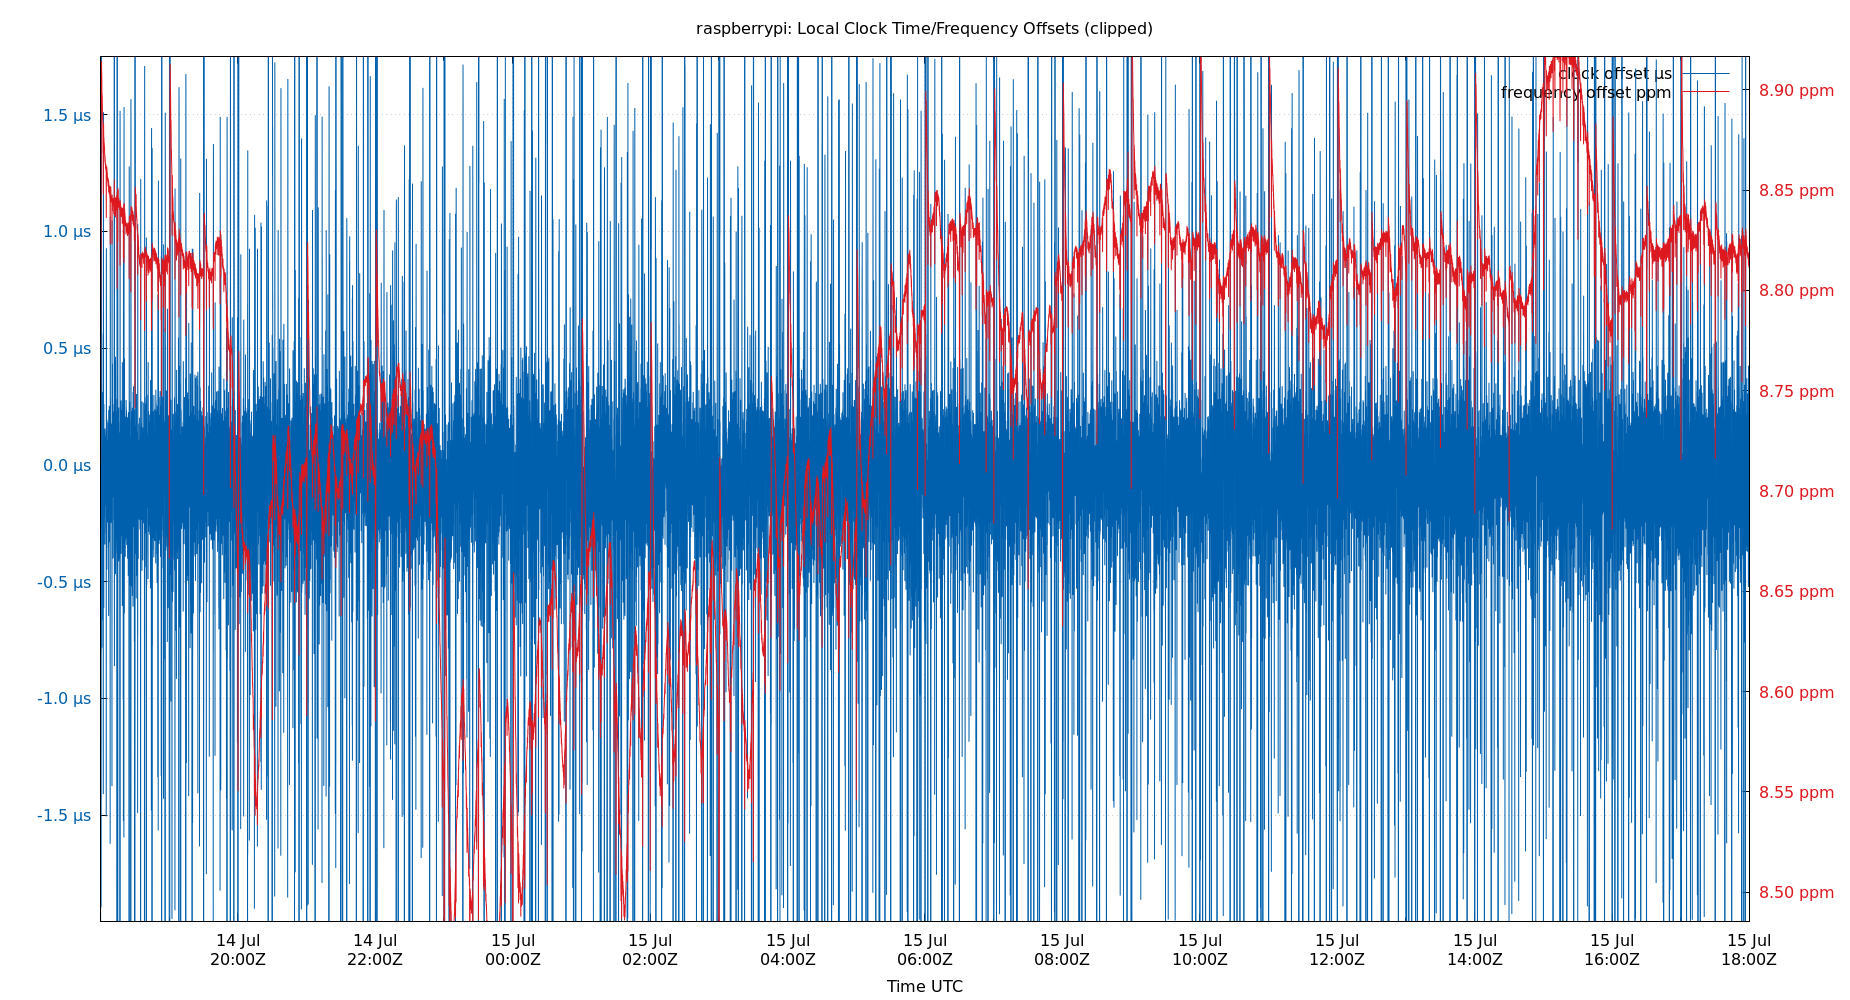 raspberrypi: Local Clock Time/Frequency Offsets (clipped)
clock offset µs
frequency offset ppm
1.5 µs
1.0 µs
0.5 µs
0.0 µs
-0.5 µs
-1.0 µs
-1.5 µs
8.90 ppm
8.85 ppm
8.80 ppm
8.75 ppm
8.70 ppm
8.65 ppm
8.60 ppm
8.55 ppm
8.50 ppm
14 Jul 14 Jul 15 Jul 15 Jul 15 Jul 15 Jul 15 Jul 15 Jul 15 Jul 15 Jul 15 Jul 15 Jul
20:00Z 22:00Z 00:00Z 02:00Z 04:00Z 06:00Z 08:00Z 10:00Z 12:00Z 14:00Z 16:00Z 18:00Z
Time UTC